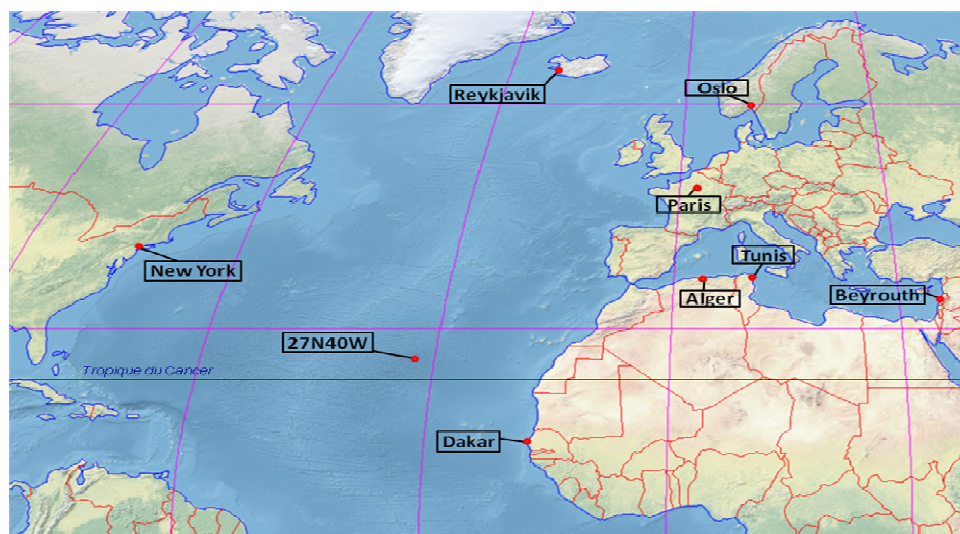 Reykjavik
Oslo
Paris
New York
Tunis
Alger
Beyrouth
27N40W
Tropique du Cancer
Dakar